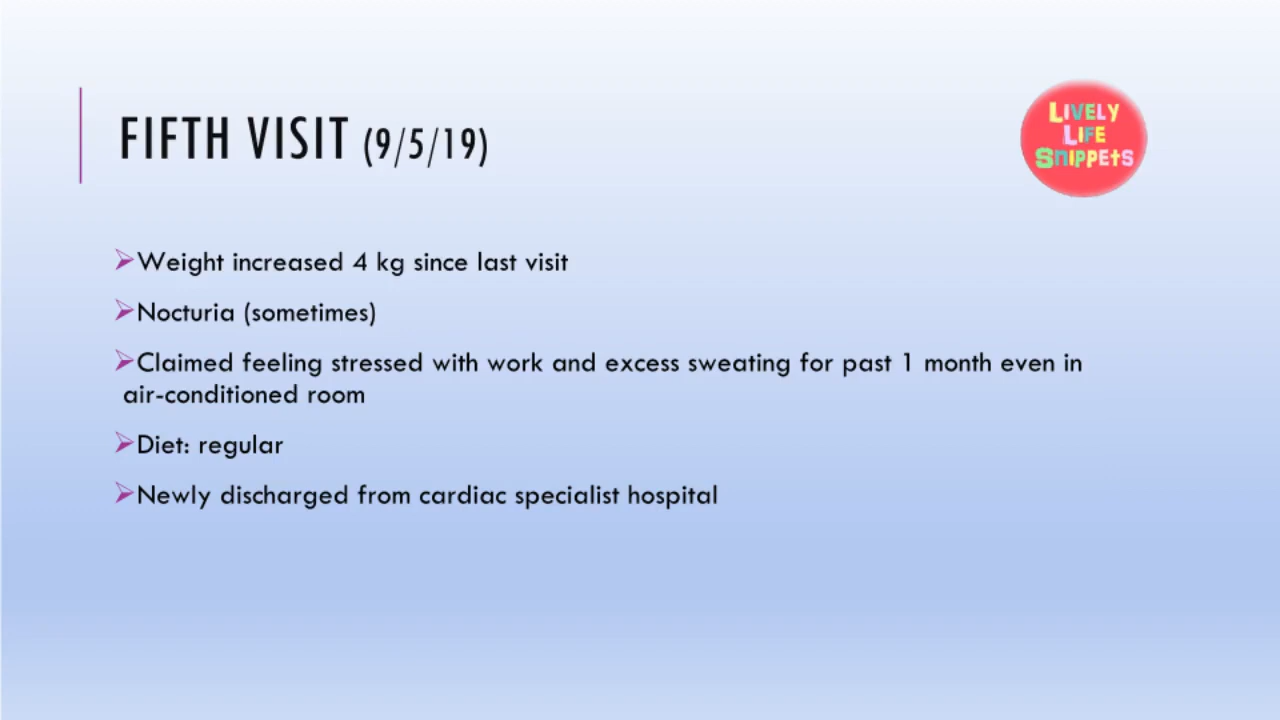 FIFTH VISIT (9/5/19)
LIVELY
LIFE
SNIPPETS
Weight increased 4 kg since last visit
Nocturia (sometimes)
Claimed feeling stressed with work and excess sweating for past 1 month even in
air-conditioned room
Diet: regular
Newly discharged from cardiac specialist hospital